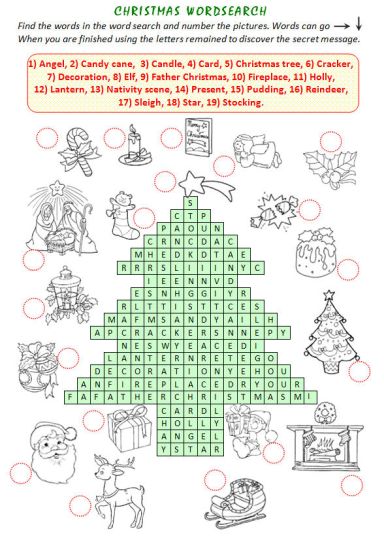 CHRISTMAS WORDSEARCH
Find the words in the word search and number the pictures. Words can go
When you are finished using the letters remained to discover the secret message.
1) Angel, 2) Candy cane, 3) Candle, 4) Card, 5) Christmas tree, 6) Cracker,
7) Decoration, 8) Elf, 9) Father Christmas, 10) Fireplace, 11) Holly,
12) Lantern, 13) Nativity scene, 14) Present, 15) Pudding, 16) Reindeer,
17) Sleigh, 18) Star, 19) Stocking.
Merry Christmas
S
C T P
P A O U N
C R N C D A C
M H E D K D T A E
R R R S L I I I N Y C
I E E N N V D
E S N H G G I Y R
R L T T I S T T C E S
M A F M S A N D Y A I L H
A P C R A C K E R S N N E P Y
N E S W Y E A C E D I
L A N T E R N R E T E G O
D E C O R A T I O N Y E H O U
A N F I R E P L A C E D R Y O U R
F A F A T H E R C H R I S T M A S M I
C A R D L
H O L L Y
A N G E L
Y S T A R